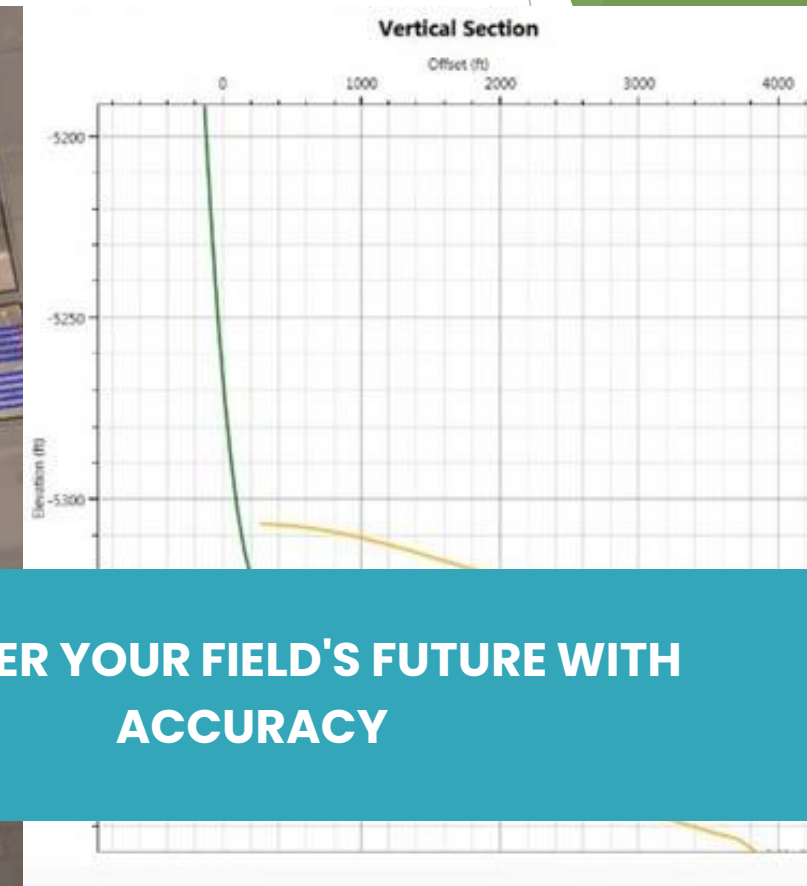 Vertical Section
Offset (ft)
0 1000 2000 3000 4000
-5200
-5250
Elevation (ft)
-5300
ER YOUR FIELD'S FUTURE WITH
ACCURACY